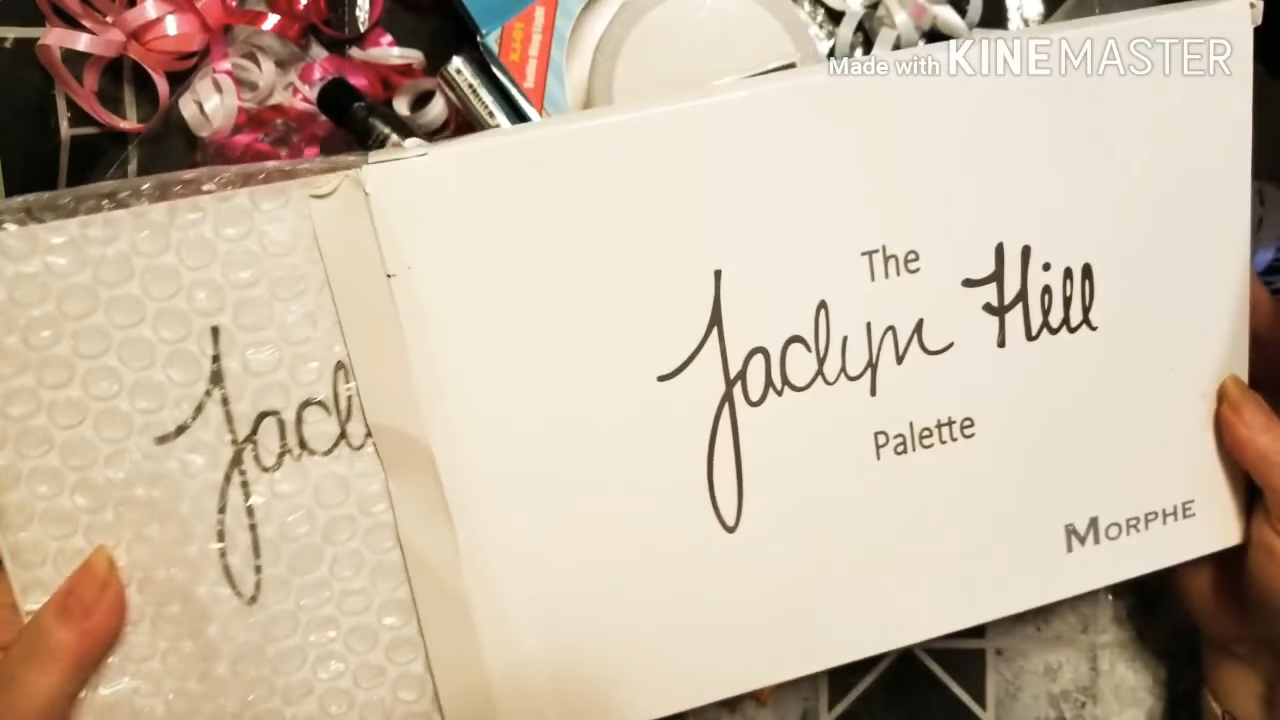 Made with KINEMASTER
The
Jaclyn Hill
Palette
MORPHE
Jacl